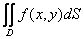 ∬_D f(x, y)dS